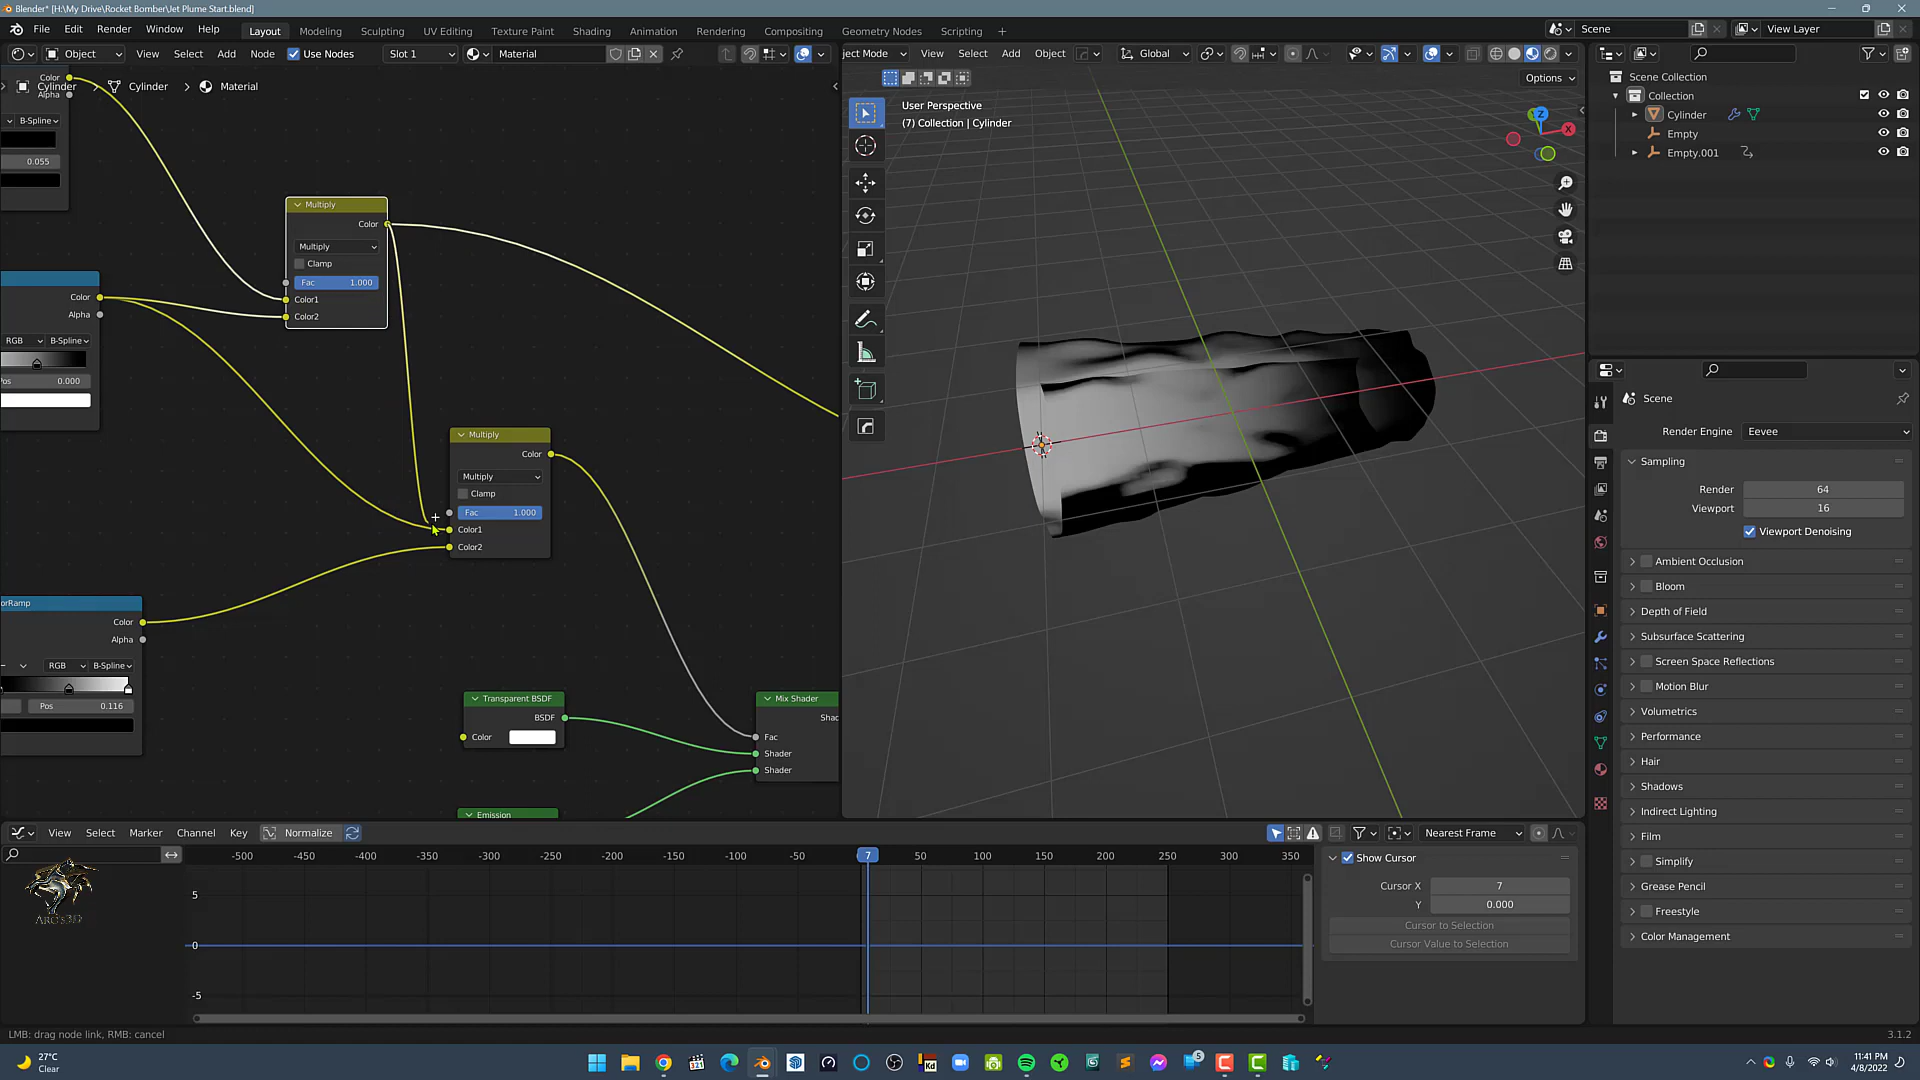 Blender* [H:\My Drive\Rocket Bomber\Jet Plume Start.blend]
File Edit Render Window Help Layout Modeling Sculpting UV Editing Texture Paint Shading Animation Rendering Compositing Geometry Nodes Scripting + Scene View Layer
Object View Select Add Node Use Nodes Slot 1 Material
ject Mode View Select Add Object Global
Options
Color
Alpha
Cylinder > Cylinder > Material
B-Spline
0.055
Multiply
Color
Multiply
Clamp
Fac 1.000
Color1
Color2
Color
Alpha
RGB B-Spline
os 0.000
Multiply
Color
Multiply
Clamp
Fac 1.000
Color1
Color2
orRamp
Color
Alpha
RGB B-Spline
Pos 0.116
Transparent BSDF
BSDF
Color
Mix Shader
Shac
Fac
Shader
Shader
Emission
User Perspective
(7) Collection | Cylinder
Z
X
Scene Collection
Collection
Cylinder
Empty
Empty.001
Scene
Render Engine Eevee
Sampling
Render 64
Viewport 16
Viewport Denoising
Ambient Occlusion
Bloom
Depth of Field
Subsurface Scattering
Screen Space Reflections
Motion Blur
Volumetrics
Performance
Hair
Shadows
Indirect Lighting
Film
Simplify
Grease Pencil
Freestyle
Color Management
View Select Marker Channel Key Normalize Nearest Frame
-500 -450 -400 -350 -300 -250 -200 -150 -100 -50 7 50 100 150 200 250 300 350
5
0
-5
ARC's3D
Show Cursor
Cursor X 7
Y 0.000
Cursor to Selection
Cursor Value to Selection
LMB: drag node link, RMB: cancel
3.1.2
27°C
Clear
Kd
5
11:41 PM
4/8/2022